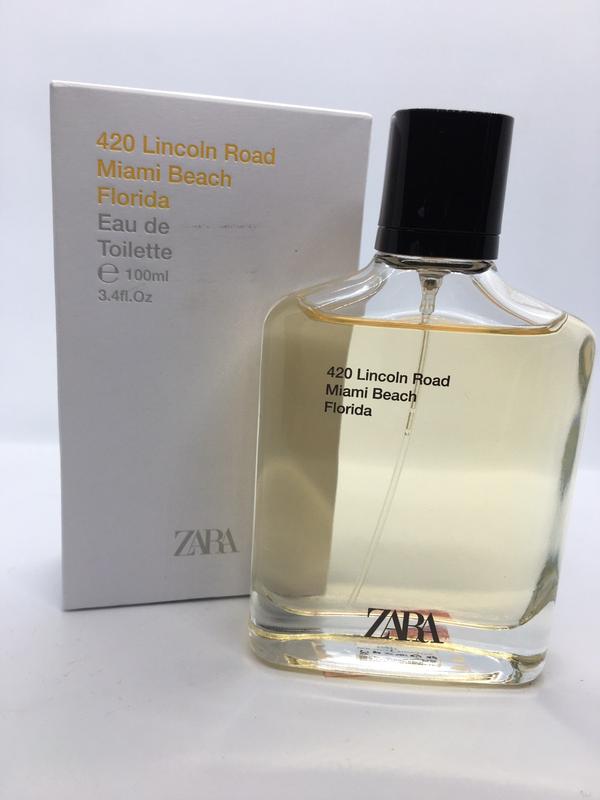 420 Lincoln Road
Miami Beach
Florida
Eau de
Toilette
℮ 100ml
3.4fl.Oz
ZARA
420 Lincoln Road
Miami Beach
Florida
ZARA